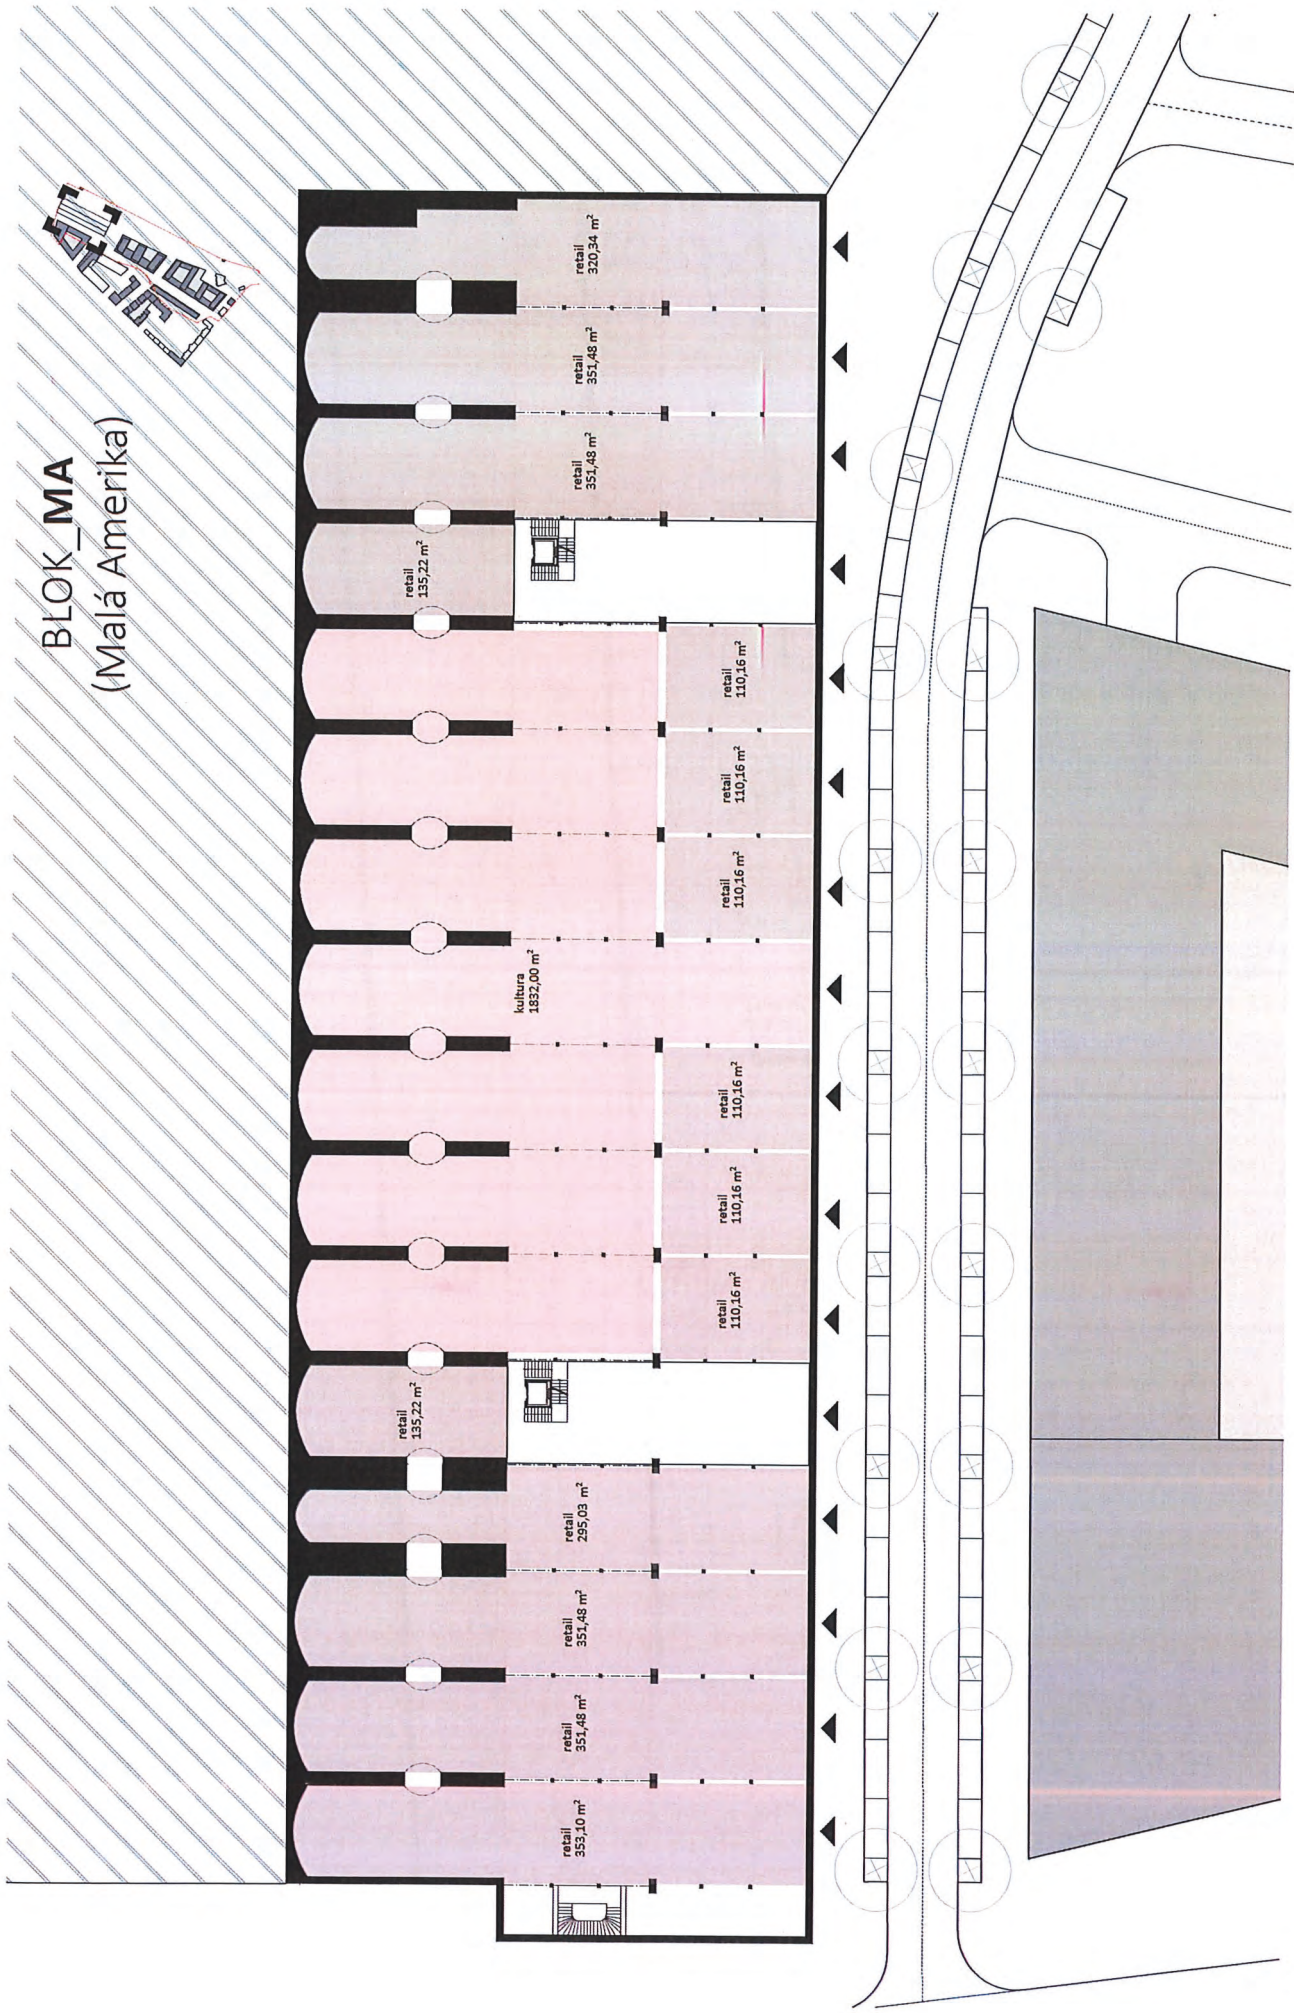 BLOK_MA
(Malá Amerika)
retail
353,10 m²
retail
351,48 m²
retail
351,48 m²
retail
295,03 m²
retail
135,22 m²
kultura
1832,00 m²
retail
110,16 m²
retail
110,16 m²
retail
110,16 m²
retail
110,16 m²
retail
110,16 m²
retail
110,16 m²
retail
135,22 m²
retail
351,48 m²
retail
351,48 m²
retail
320,34 m²